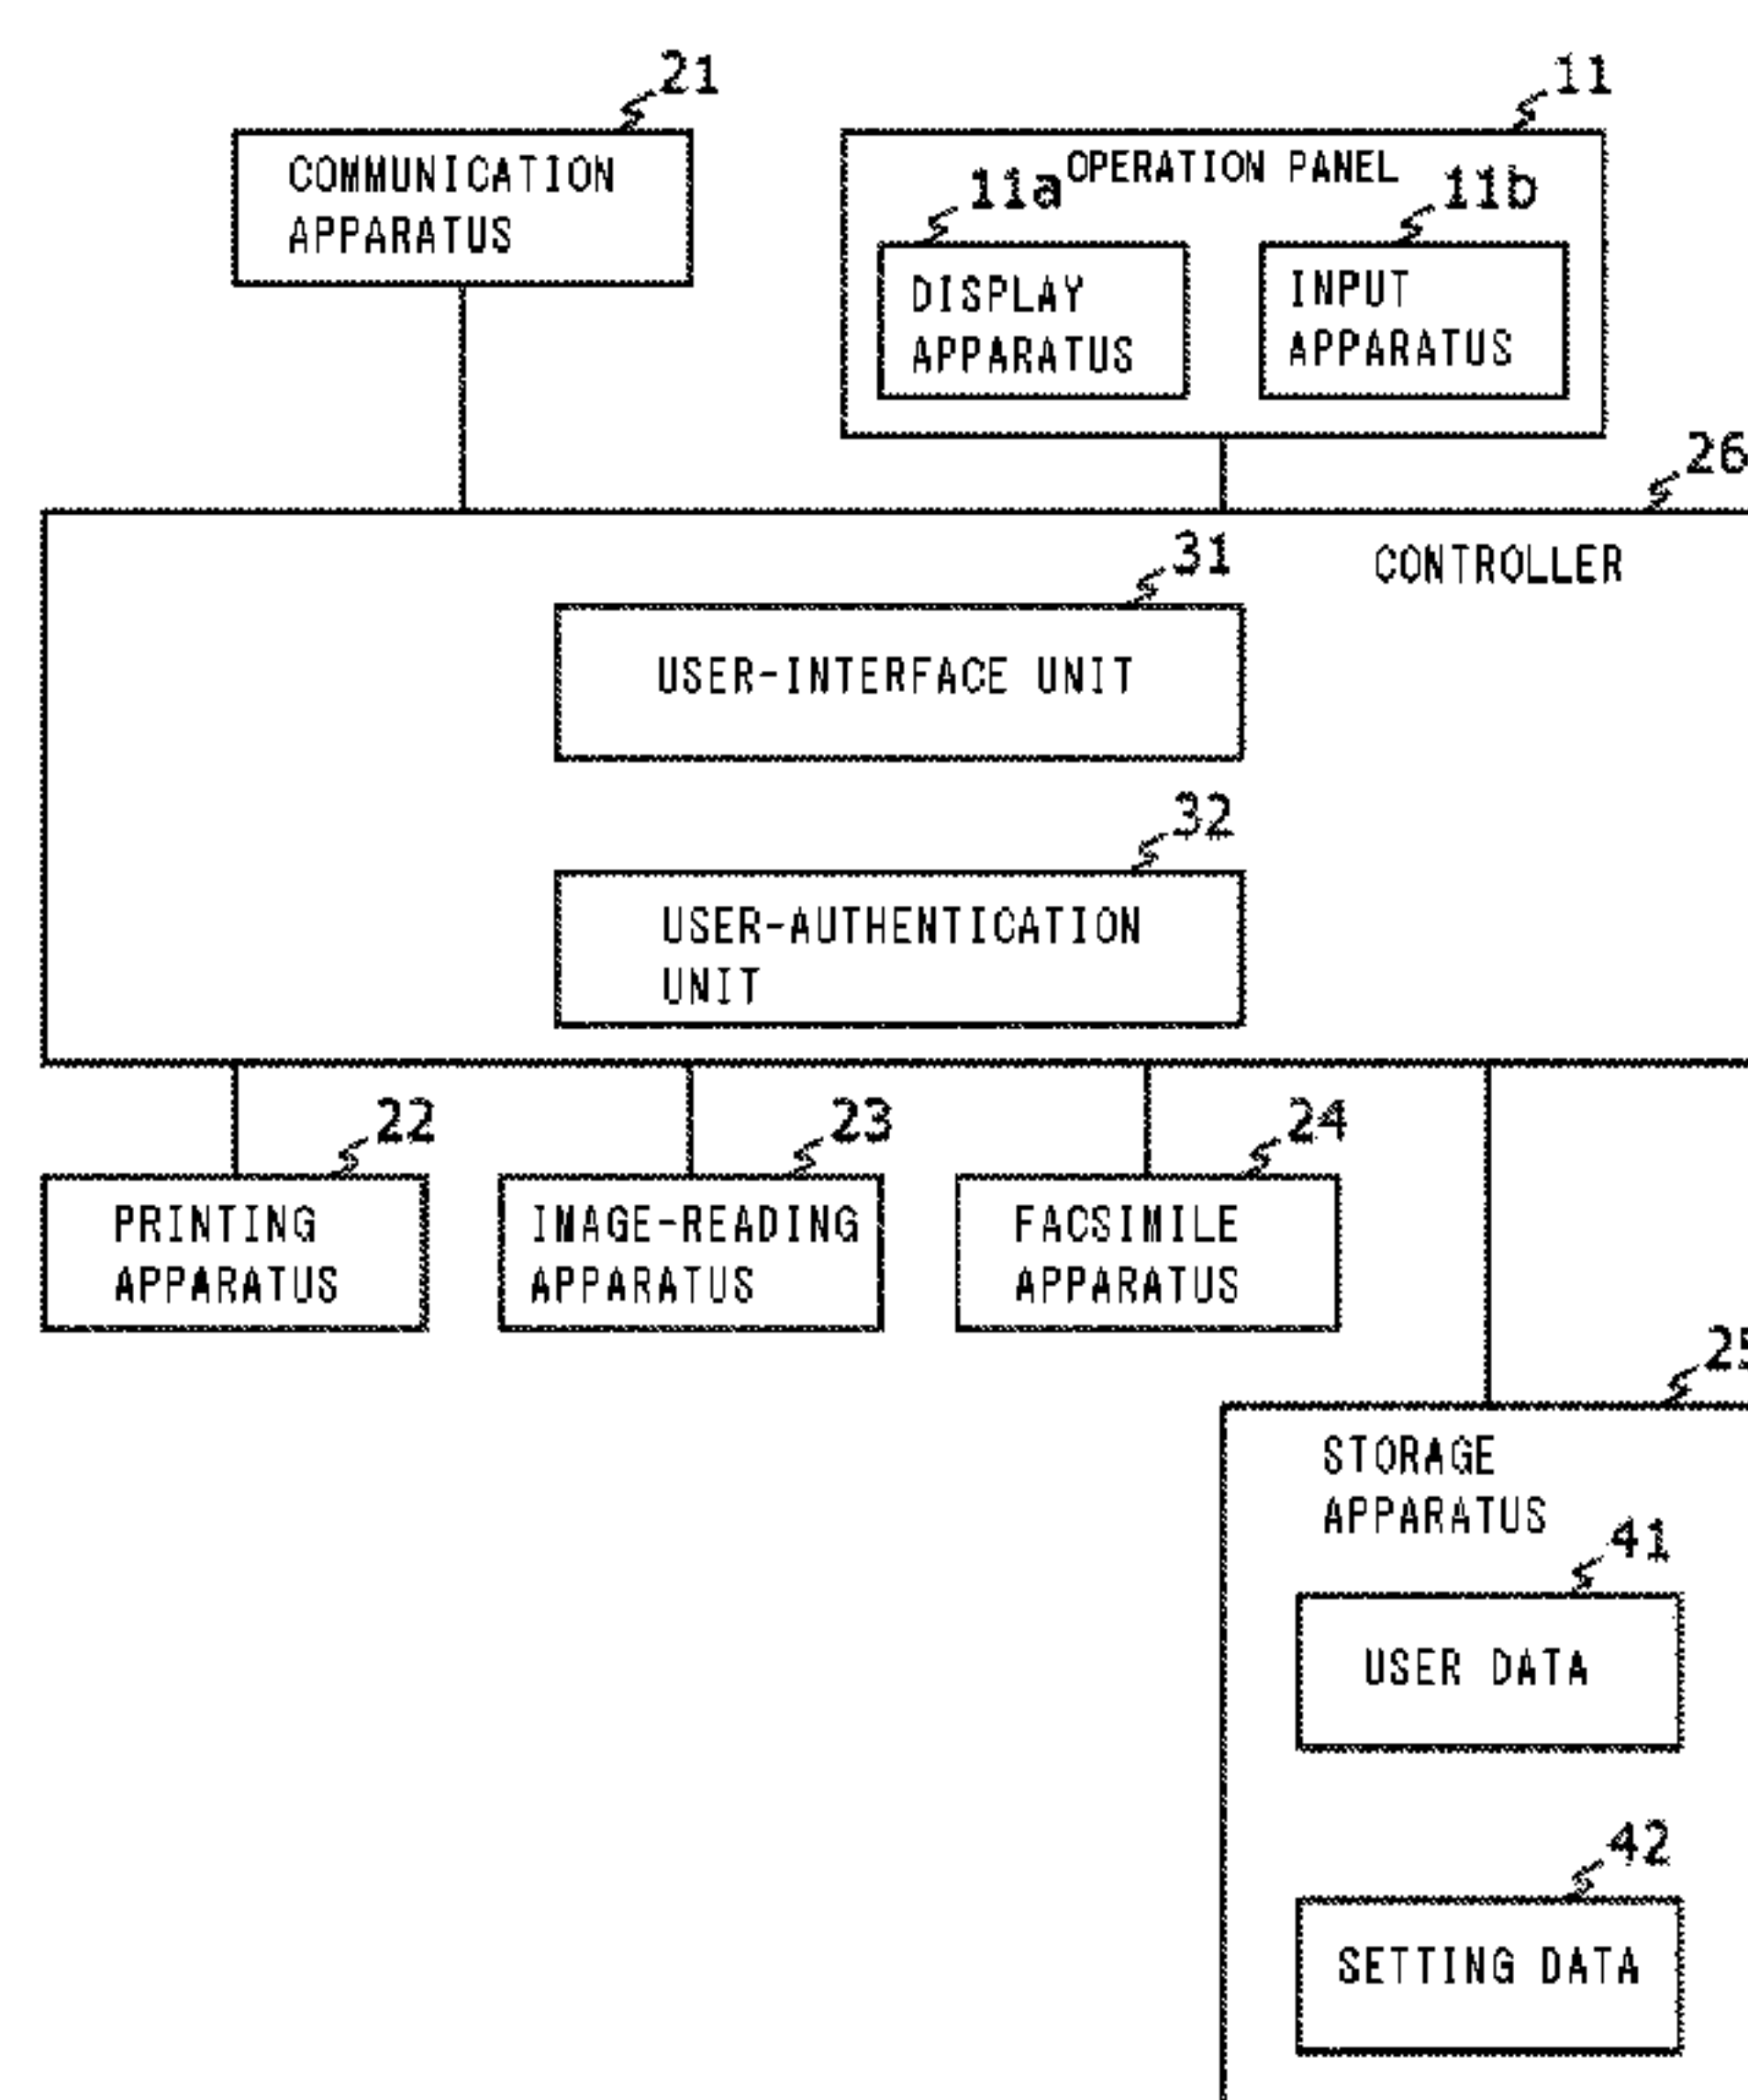 21
COMMUNICATION
APPARATUS
11
OPERATION PANEL
11a
DISPLAY
APPARATUS
11b
INPUT
APPARATUS
26
CONTROLLER
31
USER-INTERFACE UNIT
32
USER-AUTHENTICATION
UNIT
22
PRINTING
APPARATUS
23
IMAGE-READING
APPARATUS
24
FACSIMILE
APPARATUS
25
STORAGE
APPARATUS
41
USER DATA
42
SETTING DATA